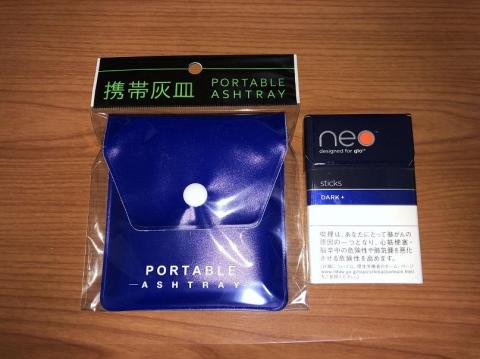 携帯灰皿
PORTABLE
ASHTRAY
PORTABLE
ASHTRAY
neo
designed for glo
sticks
DARK +
喫煙は、あなたにとって肺がんの
原因の一つとなり、心筋梗塞・
脳卒中の危険性や肺気腫を悪化
させる危険性を高めます。